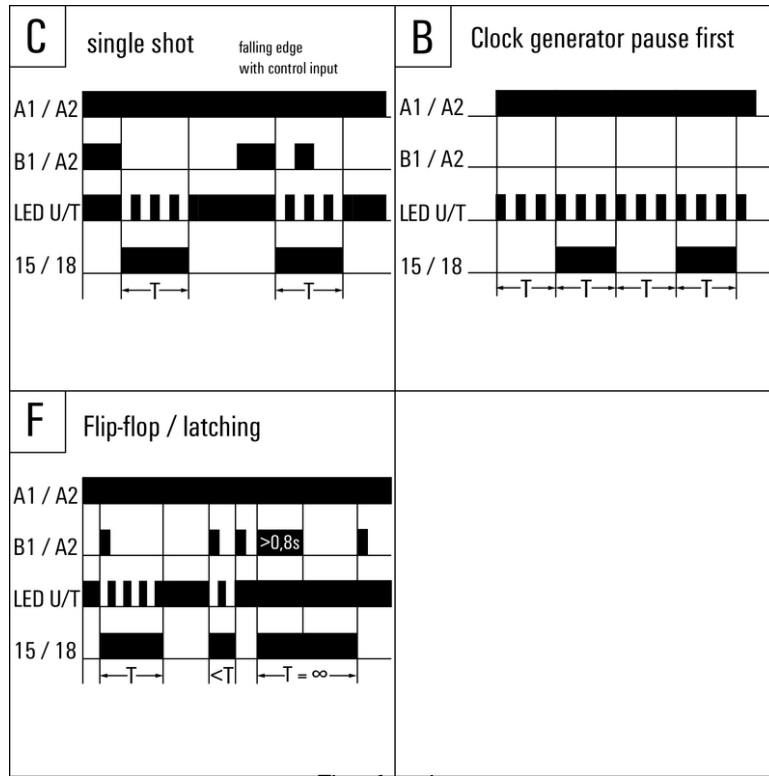 C
single shot
falling edge
with control input
A1 / A2
B1 / A2
LED U/T
15 / 18
T
T
B
Clock generator pause first
A1 / A2
B1 / A2
LED U/T
15 / 18
T
T
T
T
F
Flip-flop / latching
A1 / A2
B1 / A2
>0,8s
LED U/T
15 / 18
T
<T
T = ∞